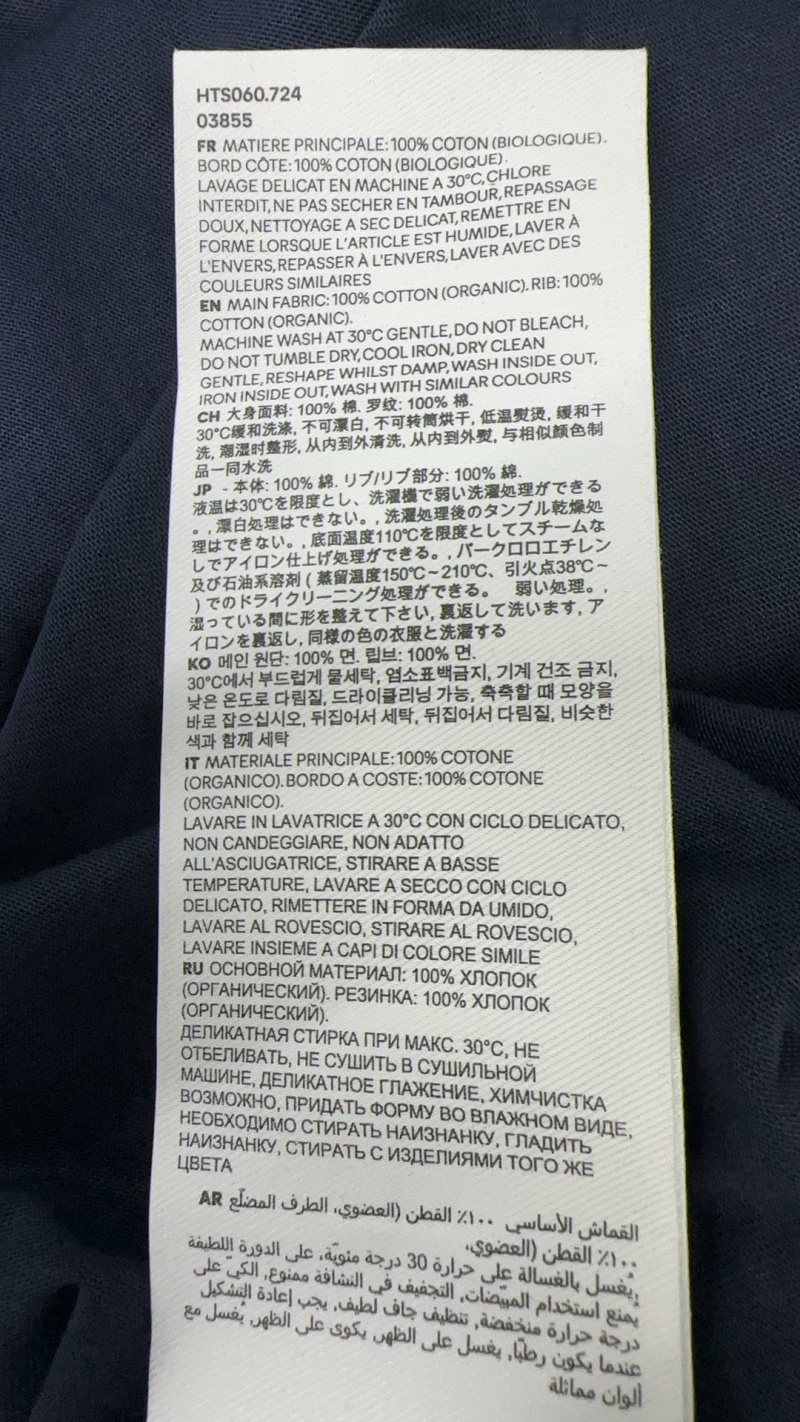 HTS060.724
03855
FR MATIERE PRINCIPALE: 100% COTON (BIOLOGIQUE).
BORD CÔTE: 100% COTON (BIOLOGIQUE).
LAVAGE DELICAT EN MACHINE A 30°C, CHLORE
INTERDIT, NE PAS SECHER EN TAMBOUR, REPASSAGE
DOUX, NETTOYAGE A SEC DELICAT, REMETTRE EN
FORME LORSQUE L'ARTICLE EST HUMIDE, LAVER À
L'ENVERS, REPASSER À L'ENVERS, LAVER AVEC DES
COULEURS SIMILAIRES
EN MAIN FABRIC: 100% COTTON (ORGANIC). RIB: 100%
COTTON (ORGANIC).
MACHINE WASH AT 30°C GENTLE, DO NOT BLEACH,
DO NOT TUMBLE DRY, COOL IRON, DRY CLEAN
GENTLE, RESHAPE WHILST DAMP, WASH INSIDE OUT,
IRON INSIDE OUT, WASH WITH SIMILAR COLOURS
CH 大身面料: 100% 棉. 罗纹: 100% 棉.
30°C缓和洗涤, 不可漂白, 不可转筒烘干, 低温熨烫, 缓和干
洗, 潮湿时整形, 从内到外清洗, 从内到外熨, 与相似颜色制
品一同水洗
JP - 本体: 100% 綿. リブ/リブ部分: 100% 綿.
液温は30℃を限度とし、洗濯機で弱い洗濯処理ができる
。, 漂白処理はできない。, 洗濯処理後のタンブル乾燥処
理はできない。, 底面温度110℃を限度としてスチームな
しでアイロン仕上げ処理ができる。, パークロロエチレン
及び石油系溶剤 ( 蒸留温度150℃~210℃、引火点38℃~
) でのドライクリーニング処理ができる。 弱い処理。,
湿っている間に形を整えて下さい, 裏返して洗います, ア
イロンを裏返し, 同様の色の衣服と洗濯する
KO 메인 원단: 100% 면. 립브: 100% 면.
30°C에서 부드럽게 물세탁, 염소표백금지, 기계 건조 금지,
낮은 온도로 다림질, 드라이클리닝 가능, 축축할 때 모양을
바로 잡으십시오, 뒤집어서 세탁, 뒤집어서 다림질, 비슷한
색과 함께 세탁
IT MATERIALE PRINCIPALE: 100% COTONE
(ORGANICO). BORDO A COSTE: 100% COTONE
(ORGANICO).
LAVARE IN LAVATRICE A 30°C CON CICLO DELICATO,
NON CANDEGGIARE, NON ADATTO
ALL'ASCIUGATRICE, STIRARE A BASSE
TEMPERATURE, LAVARE A SECCO CON CICLO
DELICATO, RIMETTERE IN FORMA DA UMIDO,
LAVARE AL ROVESCIO, STIRARE AL ROVESCIO,
LAVARE INSIEME A CAPI DI COLORE SIMILE
RU ОСНОВНОЙ МАТЕРИАЛ: 100% ХЛОПОК
(ОРГАНИЧЕСКИЙ). РЕЗИНКА: 100% ХЛОПОК
(ОРГАНИЧЕСКИЙ).
ДЕЛИКАТНАЯ СТИРКА ПРИ МАКС. 30°С, НЕ
ОТБЕЛИВАТЬ, НЕ СУШИТЬ В СУШИЛЬНОЙ
МАШИНЕ, ДЕЛИКАТНОЕ ГЛАЖЕНИЕ, ХИМЧИСТКА
ВОЗМОЖНО, ПРИДАТЬ ФОРМУ ВО ВЛАЖНОМ ВИДЕ,
НЕОБХОДИМО СТИРАТЬ НАИЗНАНКУ, ГЛАДИТЬ
НАИЗНАНКУ, СТИРАТЬ С ИЗДЕЛИЯМИ ТОГО ЖЕ
ЦВЕТА
القماش الأساسي ١٠٠٪ القطن (العضوي، الطرف المضلّع AR
١٠٠٪ القطن (العضوي،
يُغسل بالغسالة على حرارة 30 درجة مئويّة، على الدورة اللطيفة
يُمنع استخدام المبيضات, التجفيف في النشافة ممنوع, الكيّ على
درجة حرارة منخفضة, تنظيف جاف لطيف, يجب إعادة التشكيل
عندما يكون رطبًا, يغسل على الظهر, يكوى على الظهر, يُغسل مع
ألوان مماثلة